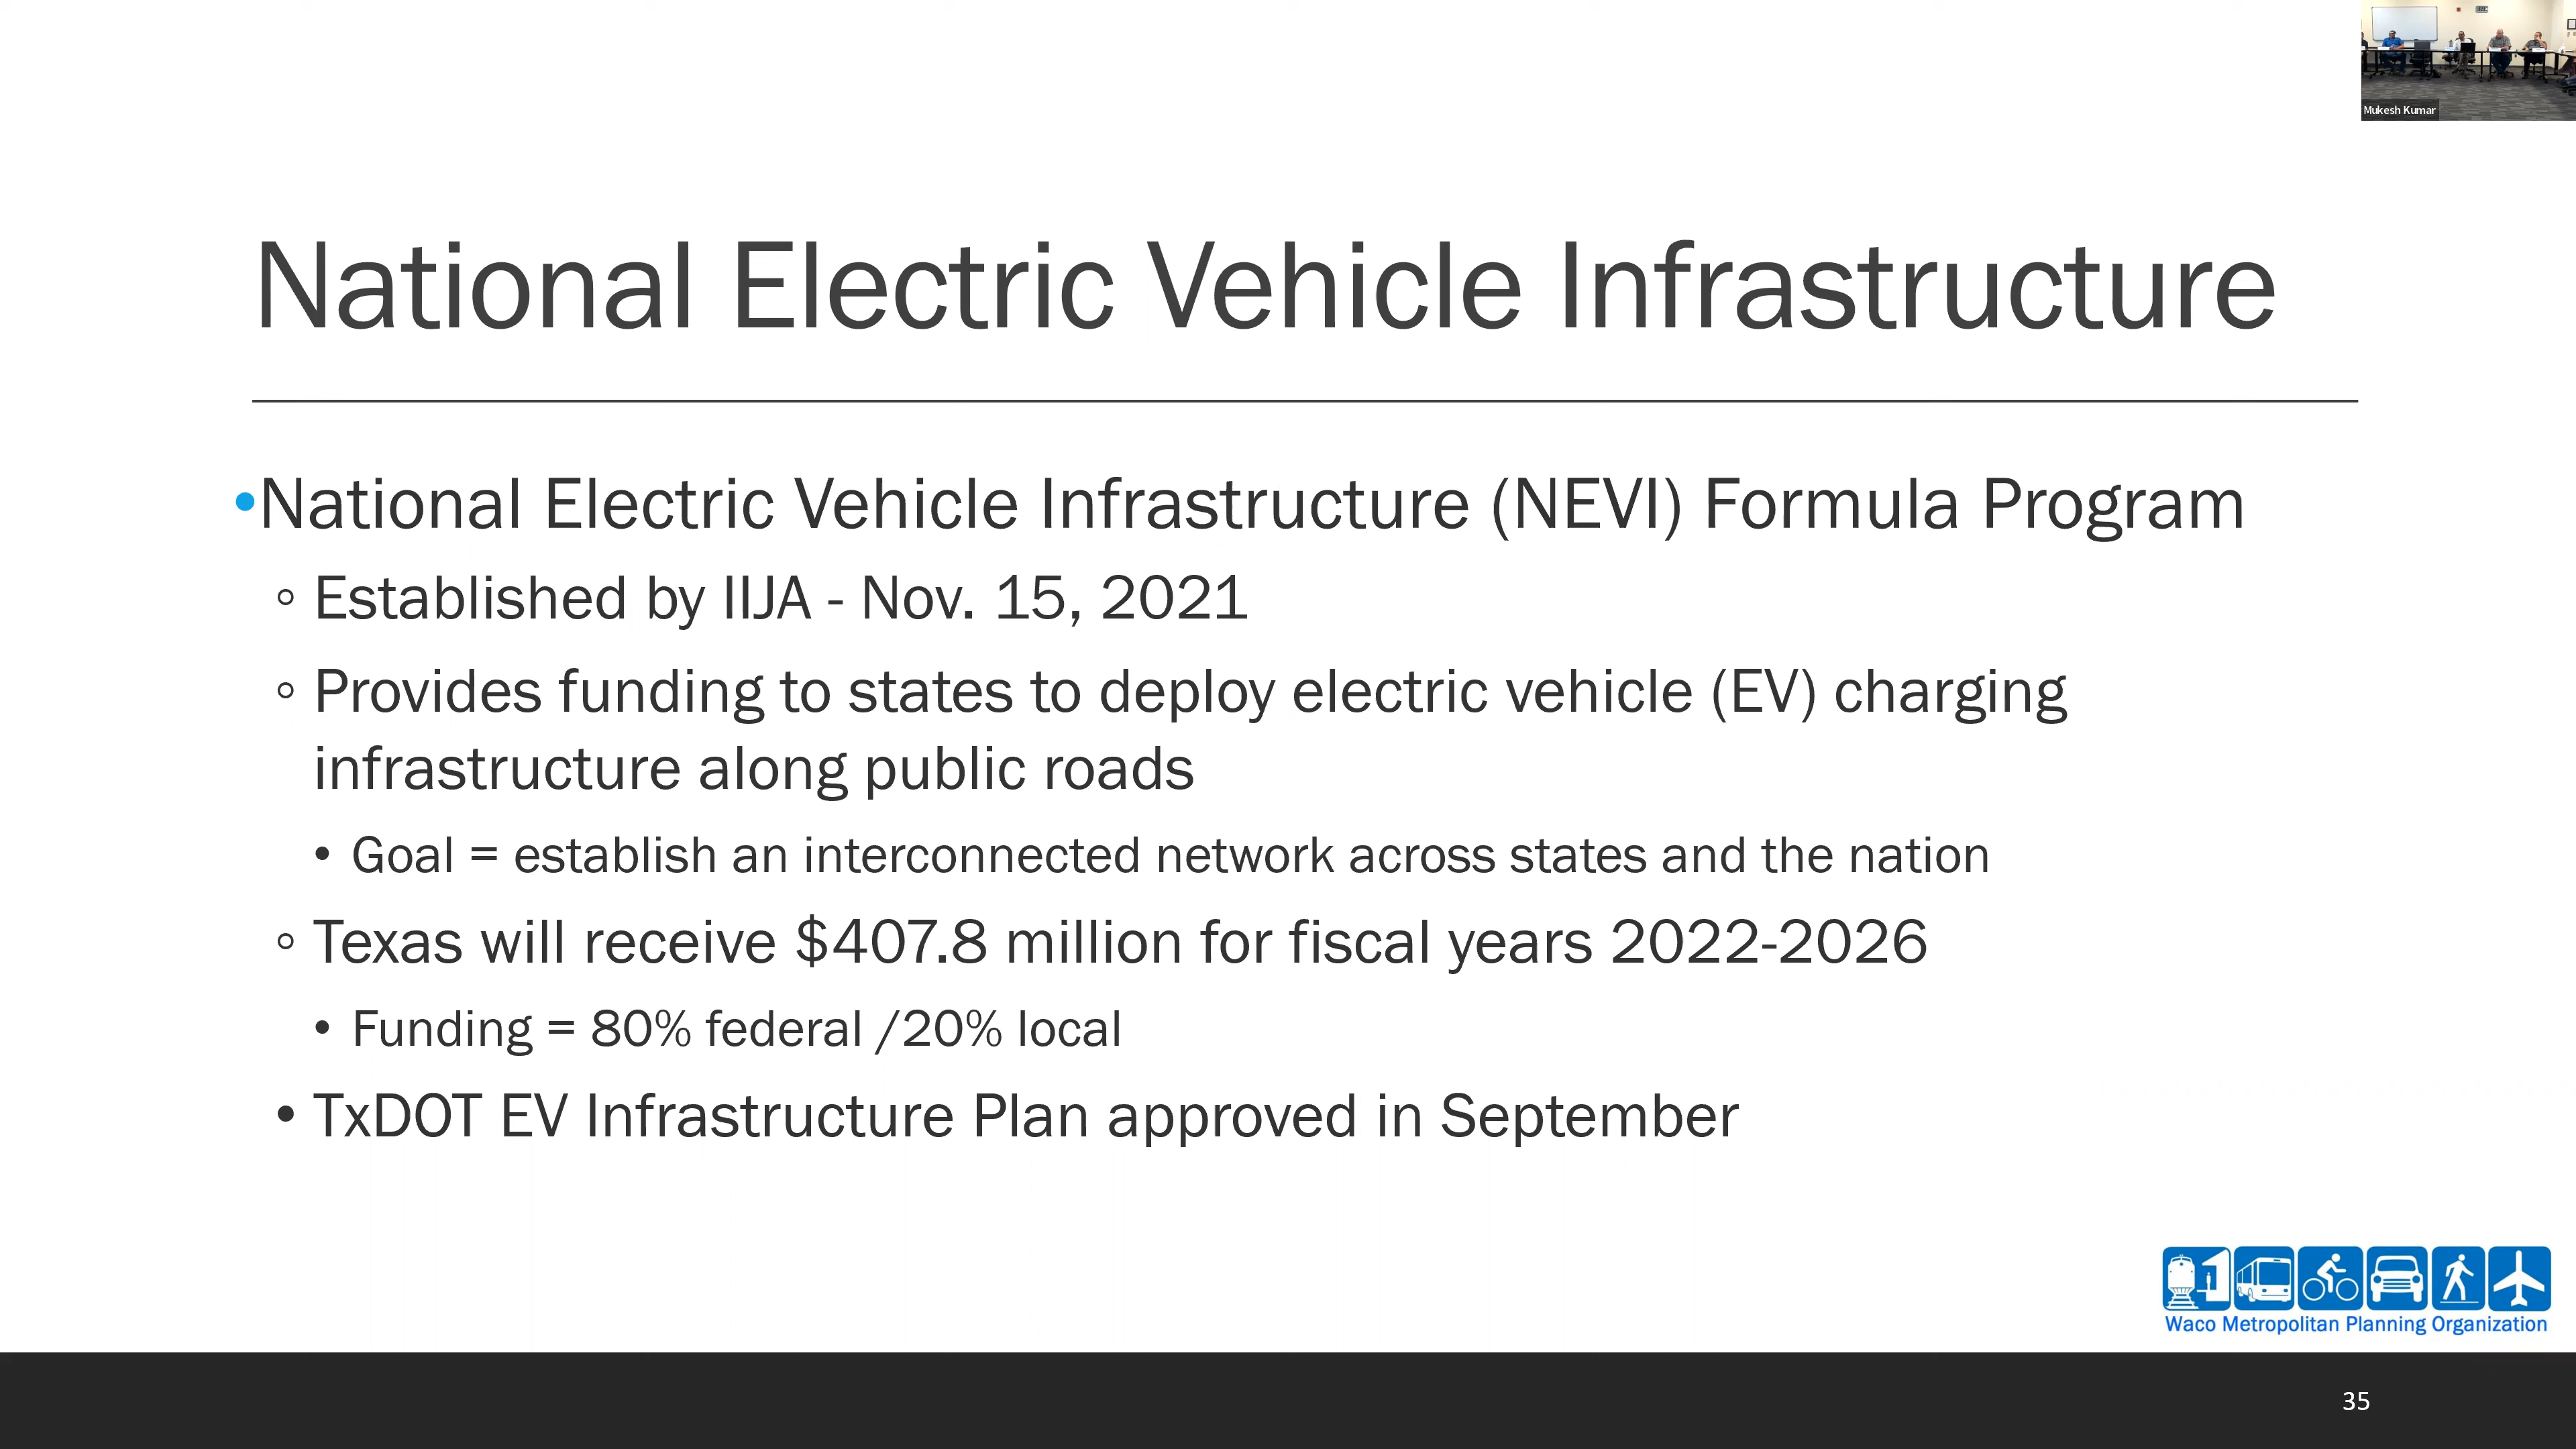 Mukesh Kumar
National Electric Vehicle Infrastructure
•National Electric Vehicle Infrastructure (NEVI) Formula Program
◦ Established by IIJA - Nov. 15, 2021
◦ Provides funding to states to deploy electric vehicle (EV) charging
infrastructure along public roads
• Goal = establish an interconnected network across states and the nation
◦ Texas will receive $407.8 million for fiscal years 2022-2026
• Funding = 80% federal /20% local
• TxDOT EV Infrastructure Plan approved in September
Waco Metropolitan Planning Organization
35